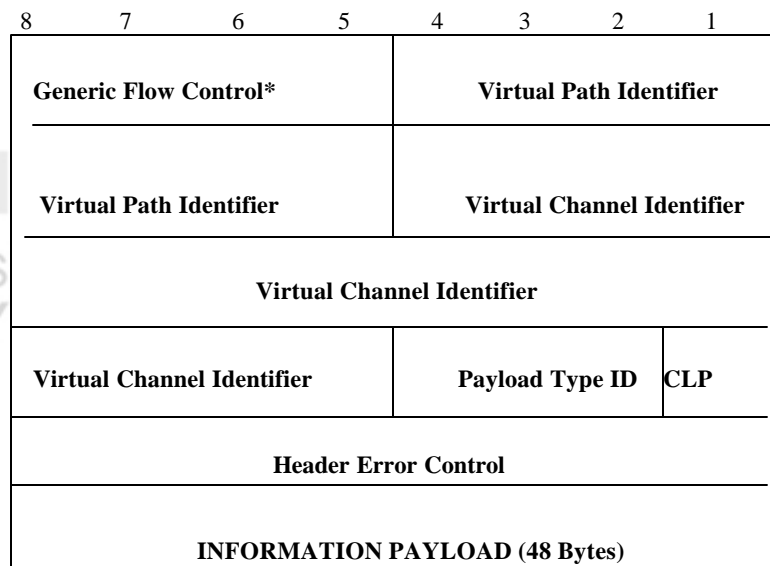 8 7 6 5 4 3 2 1
Generic Flow Control* Virtual Path Identifier
Virtual Path Identifier Virtual Channel Identifier
Virtual Channel Identifier
Virtual Channel Identifier Payload Type ID CLP
Header Error Control
INFORMATION PAYLOAD (48 Bytes)